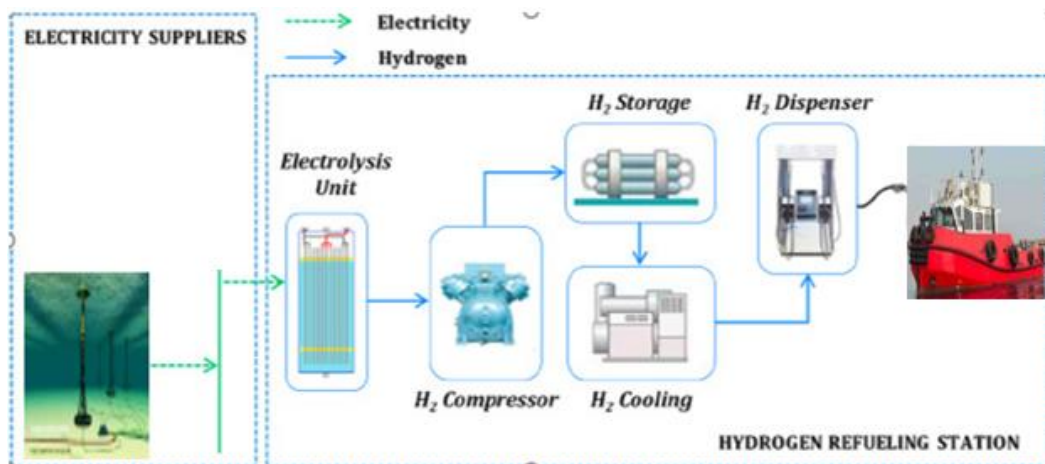 ELECTRICITY SUPPLIERS
Electricity
Hydrogen
H₂ Storage
H₂ Dispenser
Electrolysis
Unit
H₂ Compressor
H₂ Cooling
HYDROGEN REFUELING STATION